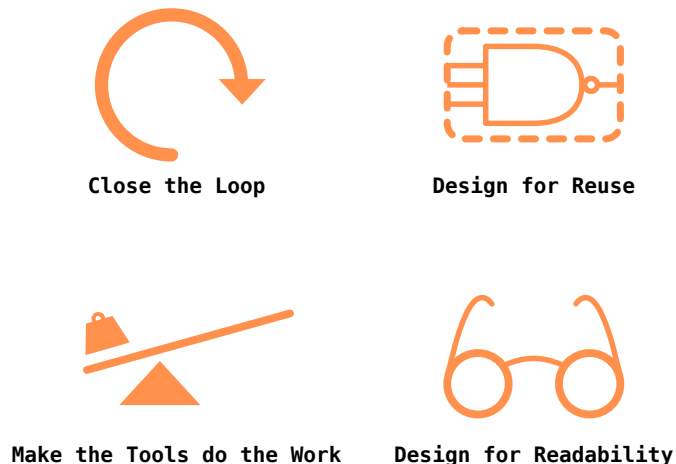 Close the Loop
Design for Reuse
Make the Tools do the Work
Design for Readability